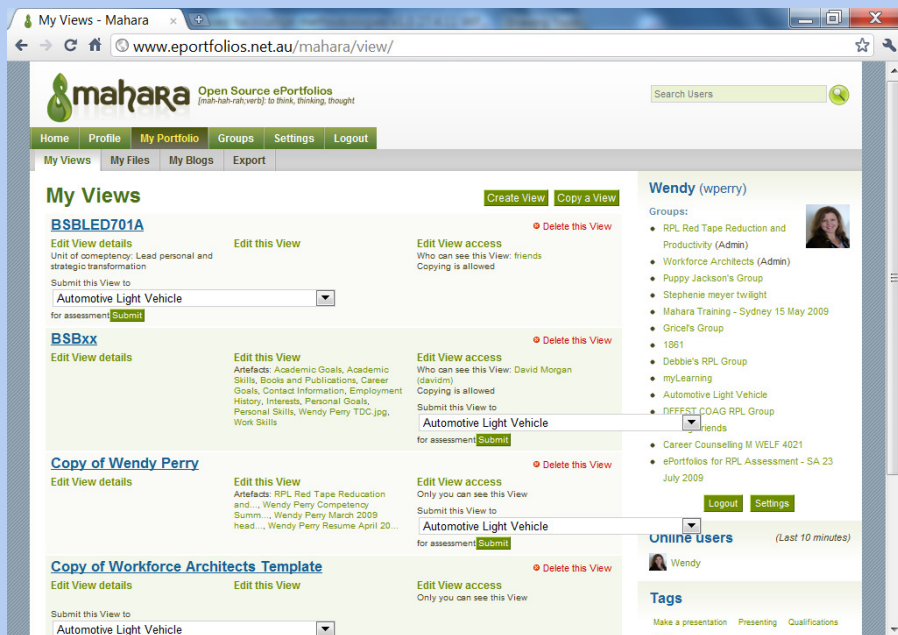 My Views - Mahara
www.eportfolios.net.au/mahara/view/
mahara Open Source ePortfolios
[mah-hah-rah;verb]: to think, thinking, thought
Search Users
Home Profile My Portfolio Groups Settings Logout
My Views My Files My Blogs Export
My Views
Create View Copy a View
BSBLED701A
Delete this View
Edit View details
Unit of comeptency: Lead personal and
strategic transformation
Edit this View
Edit View access
Who can see this View: friends
Copying is allowed
Submit this View to
Automotive Light Vehicle
for assessment Submit
BSBxx
Delete this View
Edit View details
Edit this View
Artefacts: Academic Goals, Academic
Skills, Books and Publications, Career
Goals, Contact Information, Employment
History, Interests, Personal Goals,
Personal Skills, Wendy Perry TDC.jpg,
Work Skills
Edit View access
Who can see this View: David Morgan
(davidm)
Copying is allowed
Submit this View to
Automotive Light Vehicle
for assessment Submit
Copy of Wendy Perry
Delete this View
Edit View details
Edit this View
Artefacts: RPL Red Tape Reducation
and..., Wendy Perry Competency
Summ..., Wendy Perry March 2009
head..., Wendy Perry Resume April 20...
Edit View access
Only you can see this View
Submit this View to
Automotive Light Vehicle
for assessment Submit
Copy of Workforce Architects Template
Delete this View
Edit View details
Edit this View
Edit View access
Only you can see this View
Submit this View to
Automotive Light Vehicle
Wendy (wperry)
Groups:
RPL Red Tape Reduction and
Productivity (Admin)
Workforce Architects (Admin)
Puppy Jackson's Group
Stephenie meyer twilight
Mahara Training - Sydney 15 May 2009
Gricel's Group
1861
Debbie's RPL Group
myLearning
Automotive Light Vehicle
DEFEST COAG RPL Group
riends
Career Counselling M WELF 4021
ePortfolios for RPL Assessment - SA 23
July 2009
Logout Settings
Online users (Last 10 minutes)
Wendy
Tags
Make a presentation Presenting Qualifications